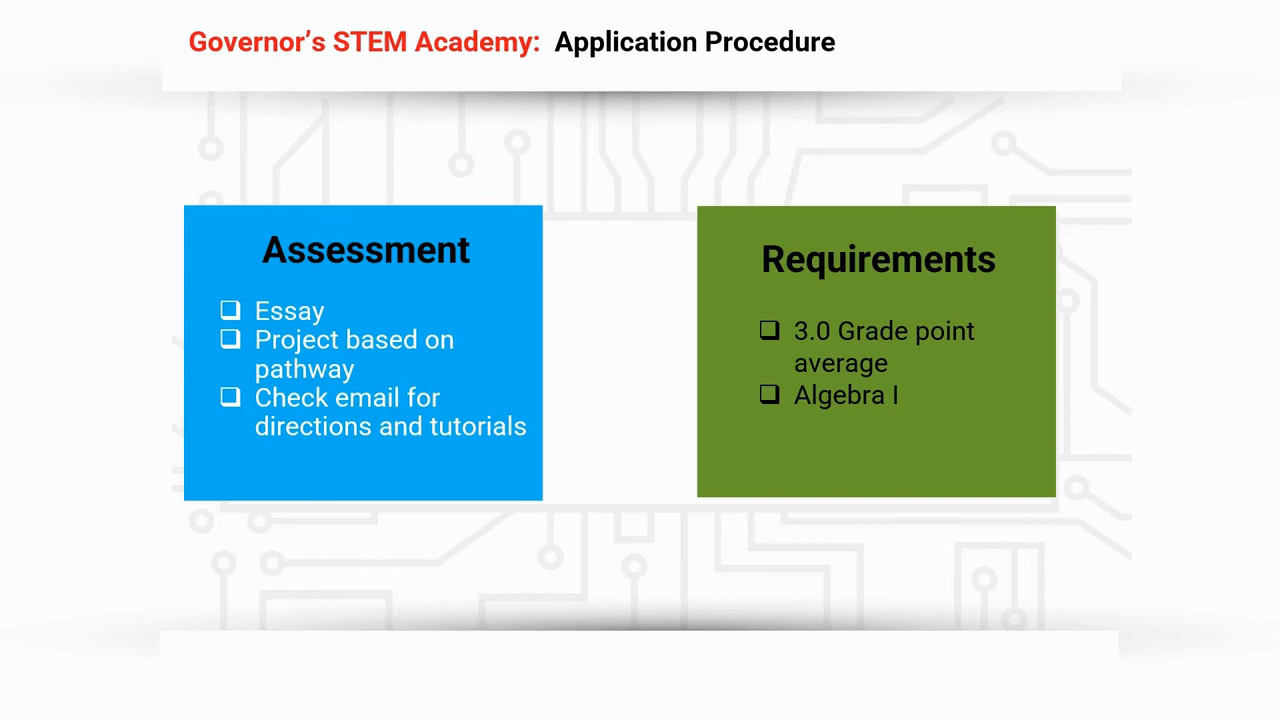 Governor’s STEM Academy: Application Procedure
Assessment
❑ Essay
❑ Project based on
pathway
❑ Check email for
directions and tutorials
Requirements
❑ 3.0 Grade point
average
❑ Algebra I